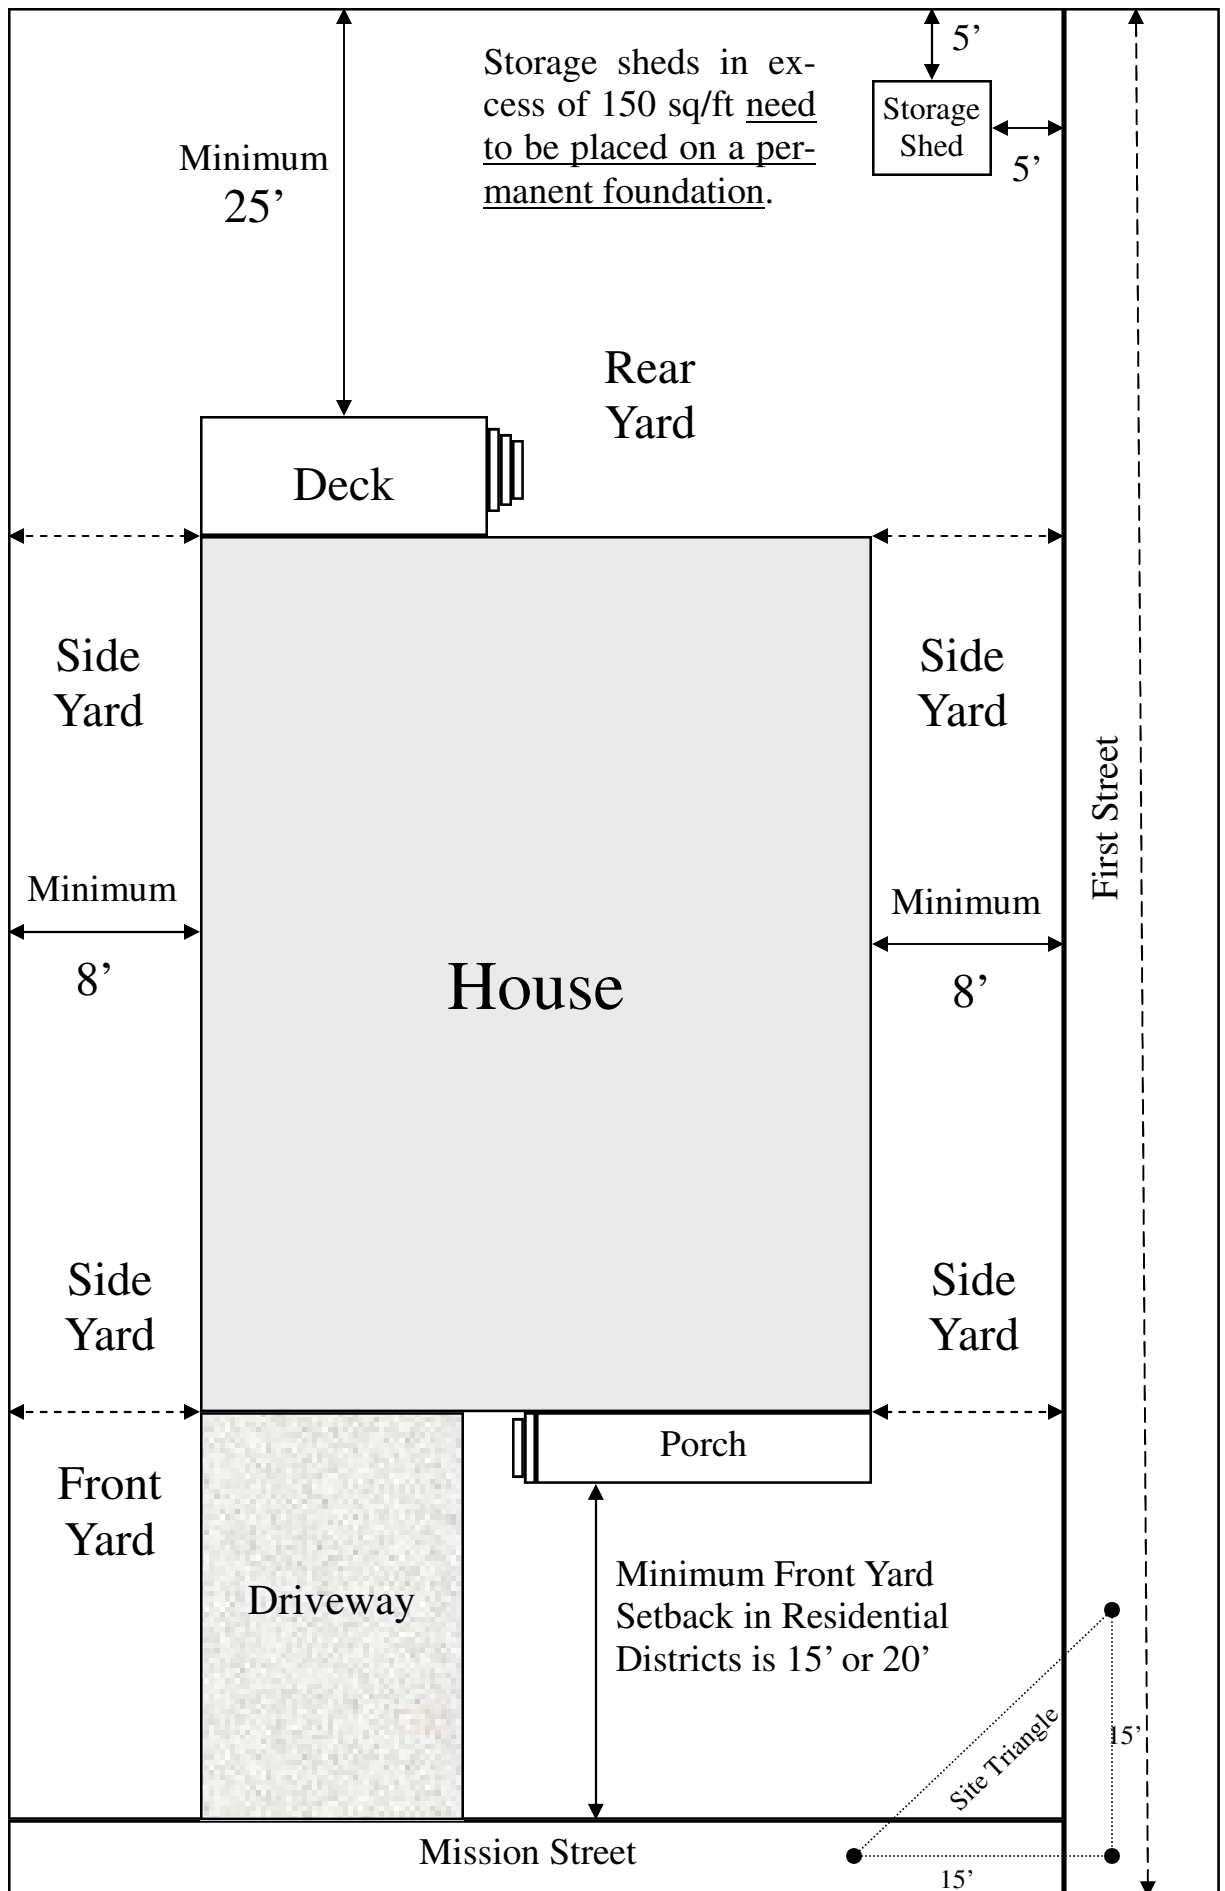 5’
Storage sheds in ex-
cess of 150 sq/ft need
to be placed on a per-
manent foundation.
Storage
Shed
5’
Minimum
25’
Rear
Yard
Deck
Side
Yard
Side
Yard
First Street
Minimum
8’
Minimum
8’
House
Side
Yard
Side
Yard
Porch
Front
Yard
Driveway
Minimum Front Yard
Setback in Residential
Districts is 15’ or 20’
Site Triangle
15’
Mission Street
15’